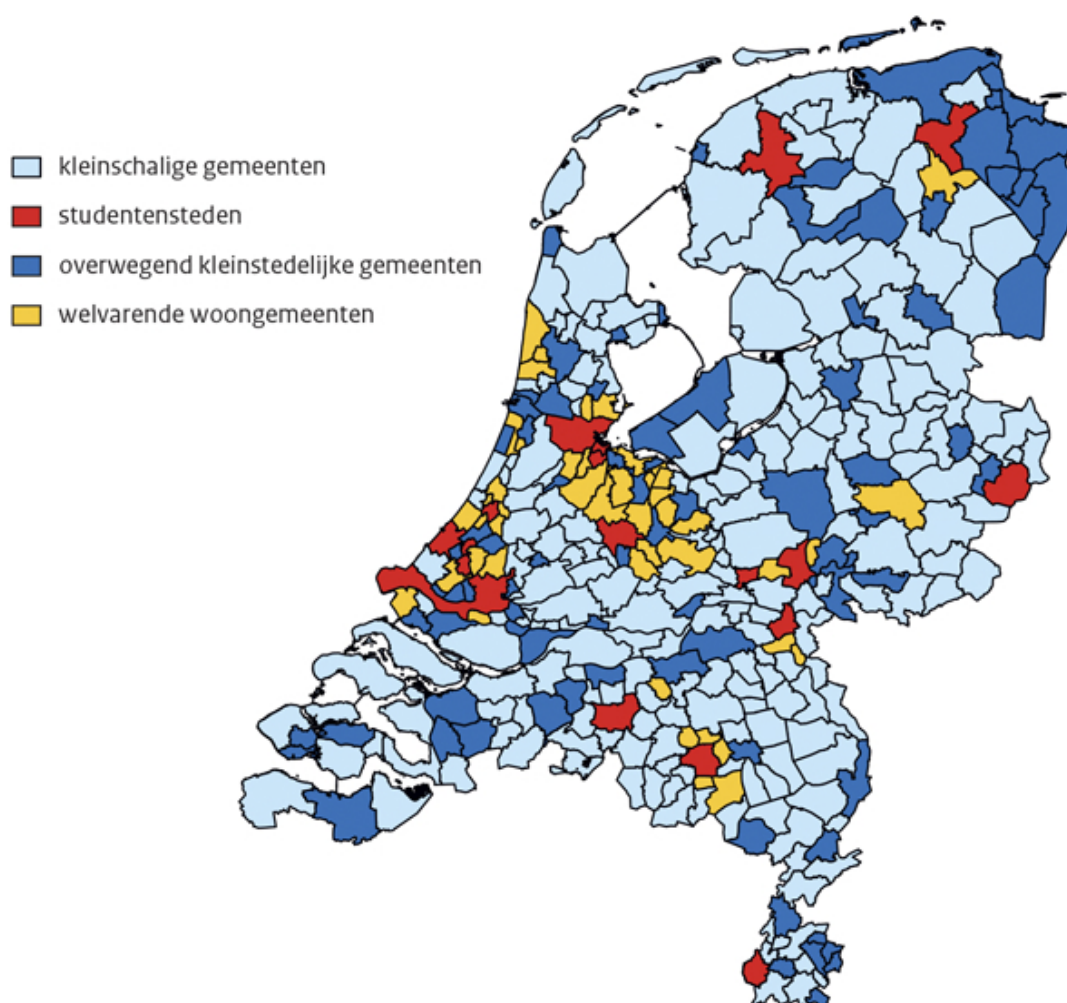 kleinschalige gemeenten
studentensteden
overwegend kleinstedelijke gemeenten
welvarende woongemeenten